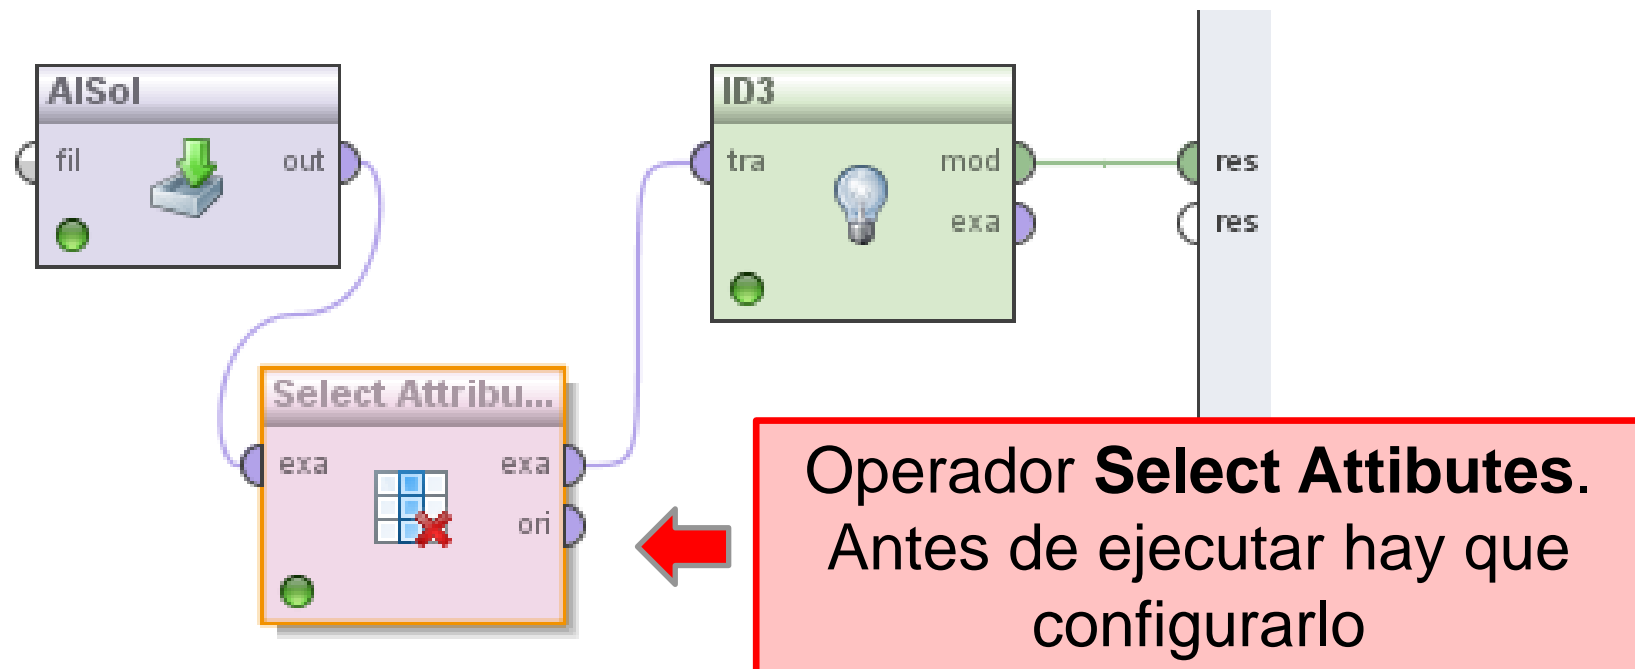 AlSol
fil
out
ID3
tra
mod
exa
res
res
Select Attribu...
exa
exa
ori
Operador Select Attibutes.
Antes de ejecutar hay que
configurarlo